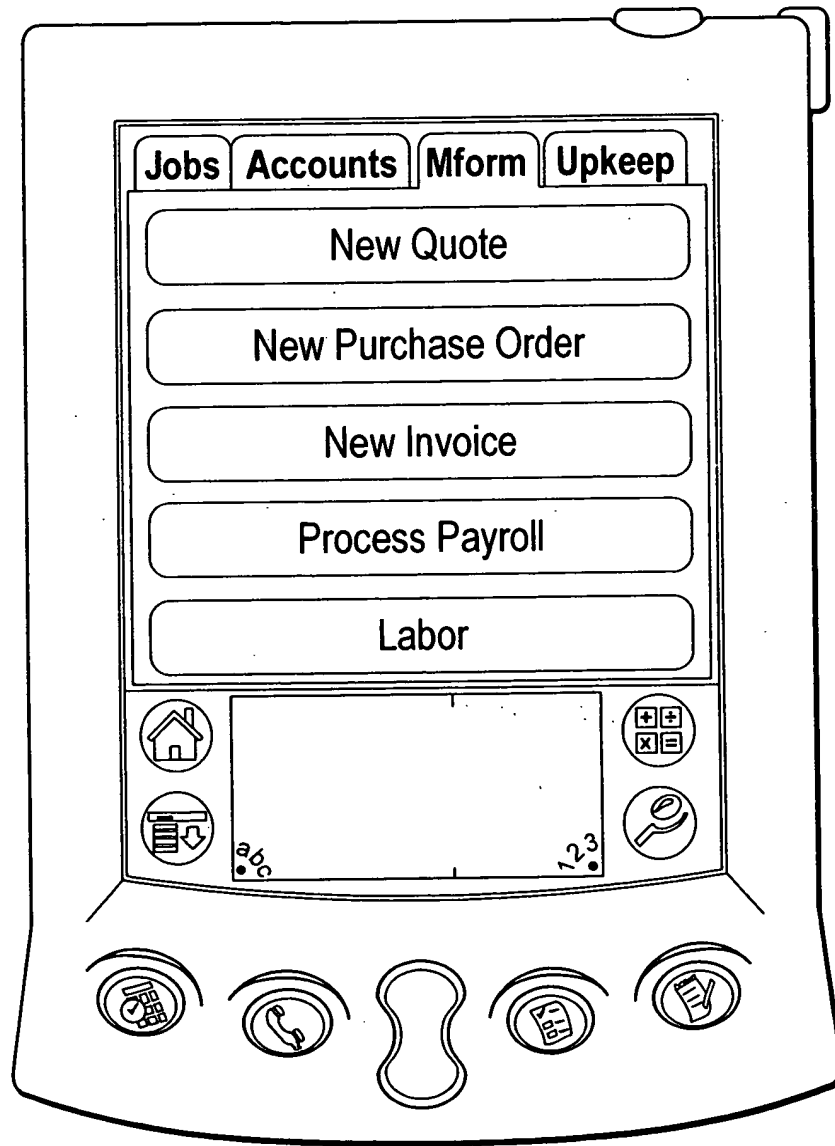 Jobs Accounts Mform Upkeep
New Quote
New Purchase Order
New Invoice
Process Payroll
Labor
+ ÷
x =
abc 123